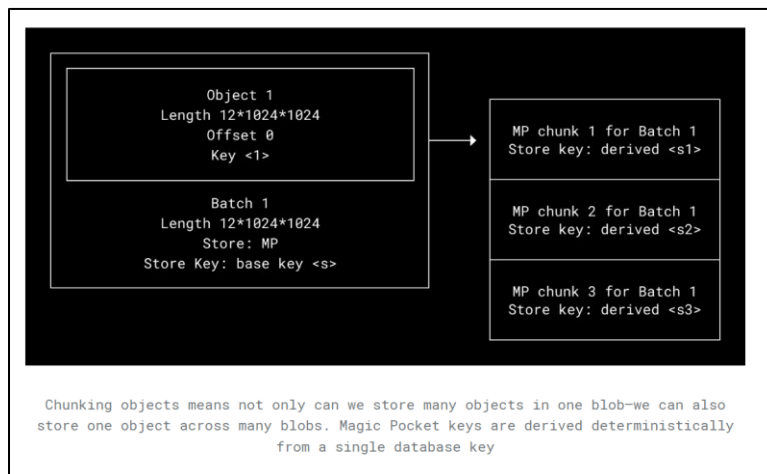 Object 1
Length 12*1024*1024
Offset 0
Key <1>
Batch 1
Length 12*1024*1024
Store: MP
Store Key: base key <s>
MP chunk 1 for Batch 1
Store key: derived <s1>
MP chunk 2 for Batch 1
Store key: derived <s2>
MP chunk 3 for Batch 1
Store key: derived <s3>
Chunking objects means not only can we store many objects in one blob—we can also
store one object across many blobs. Magic Pocket keys are derived deterministically
from a single database key